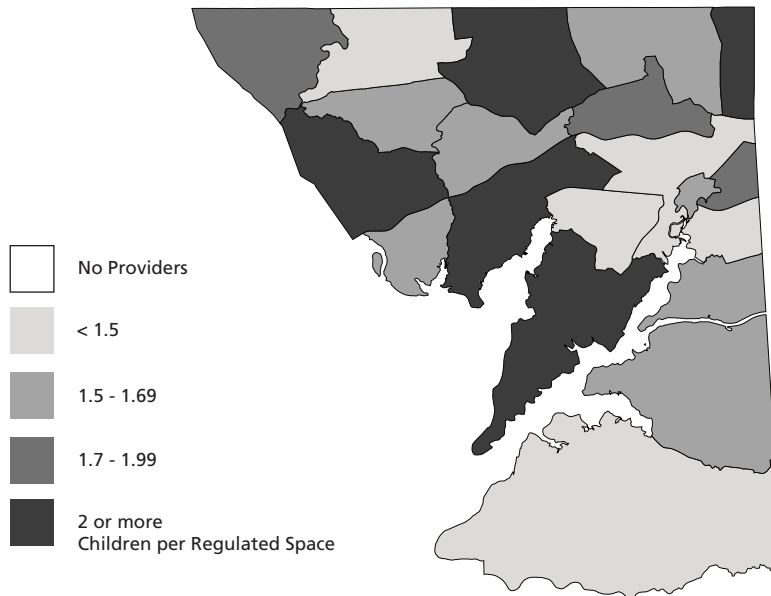 No Providers
< 1.5
1.5 - 1.69
1.7 - 1.99
2 or more
Children per Regulated Space